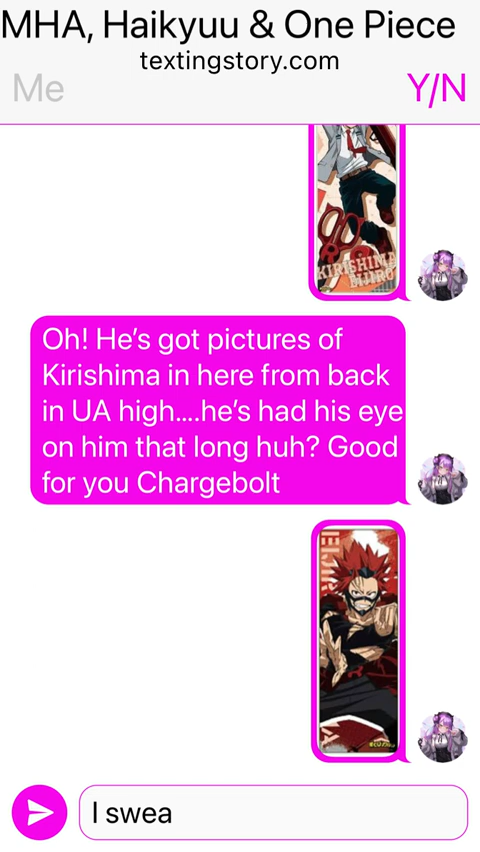 MHA, Haikyuu & One Piece
textingstory.com
Me
Y/N
KIRISHIMA
EIJIRO
Oh! He's got pictures of
Kirishima in here from back
in UA high....he's had his eye
on him that long huh? Good
for you Chargebolt
I swea